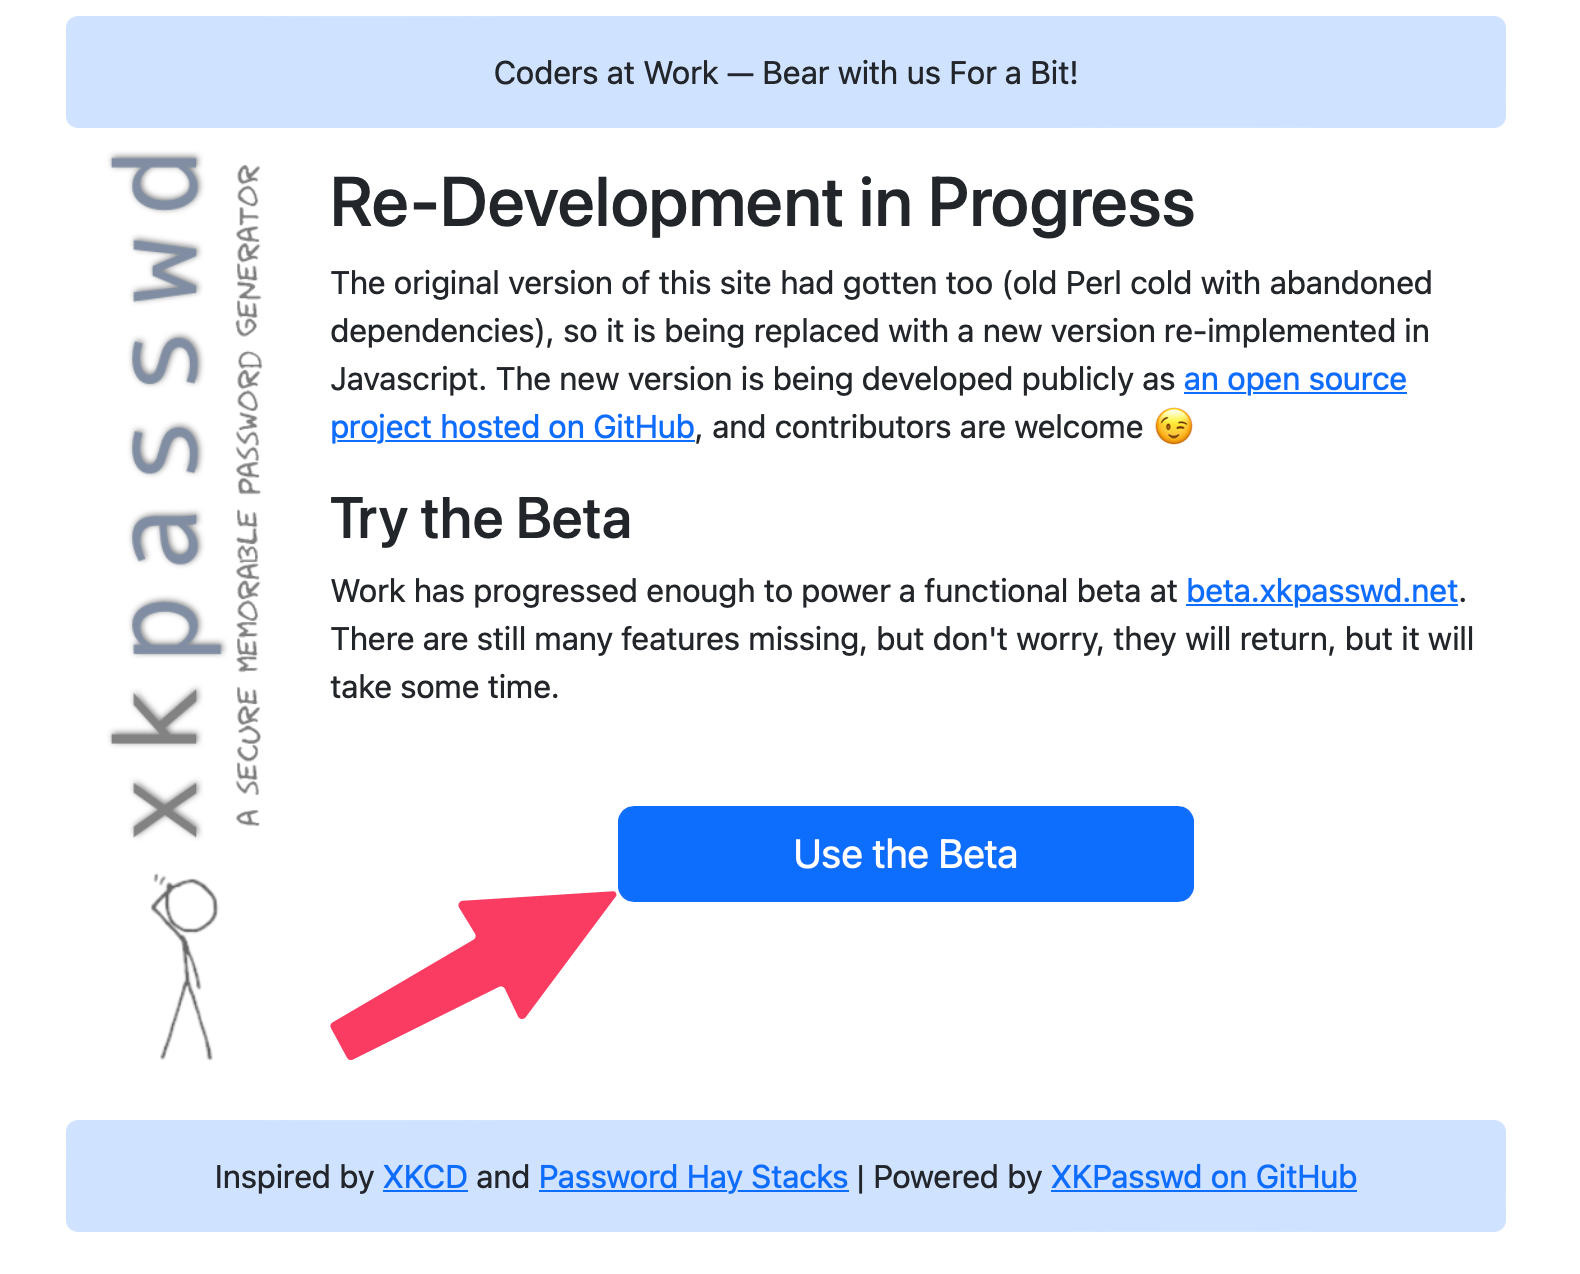 Coders at Work — Bear with us For a Bit!
xkpasswd
A SECURE MEMORABLE PASSWORD GENERATOR
Re-Development in Progress
The original version of this site had gotten too (old Perl cold with abandoned
dependencies), so it is being replaced with a new version re-implemented in
Javascript. The new version is being developed publicly as an open source
project hosted on GitHub, and contributors are welcome 😉
Try the Beta
Work has progressed enough to power a functional beta at beta.xkpasswd.net.
There are still many features missing, but don't worry, they will return, but it will
take some time.
Use the Beta
Inspired by XKCD and Password Hay Stacks | Powered by XKPasswd on GitHub